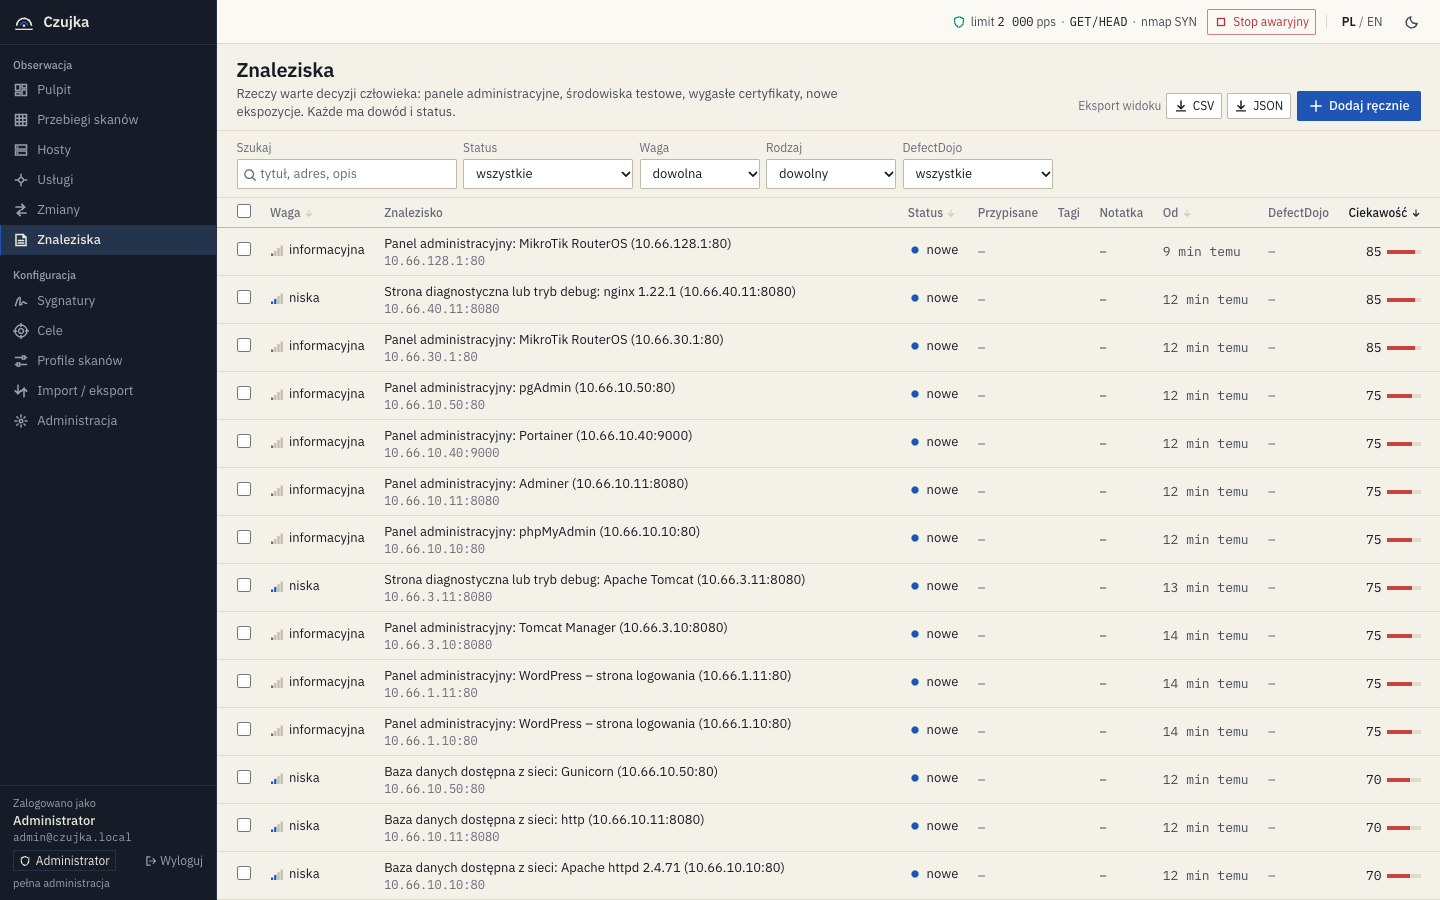 Czujka
limit 2 000 pps · GET/HEAD · nmap SYN
Stop awaryjny
PL / EN
Obserwacja
Pulpit
Przebiegi skanów
Hosty
Usługi
Zmiany
Znaleziska
Konfiguracja
Sygnatury
Cele
Profile skanów
Import / eksport
Administracja
Zalogowano jako
Administrator
admin@czujka.local
Administrator
Wyloguj
pełna administracja
Znaleziska
Rzeczy warte decyzji człowieka: panele administracyjne, środowiska testowe, wygasłe certyfikaty, nowe
ekspozycje. Każde ma dowód i status.
Eksport widoku
CSV
JSON
Dodaj ręcznie
Szukaj Status Waga Rodzaj DefectDojo
tytuł, adres, opis wszystkie dowolna dowolny wszystkie
Waga ↓ Znalezisko Status ↓ Przypisane Tagi Notatka Od ↓ DefectDojo Ciekawość ↓
informacyjna Panel administracyjny: MikroTik RouterOS (10.66.128.1:80) nowe – – 9 min temu – 85
10.66.128.1:80
niska Strona diagnostyczna lub tryb debug: nginx 1.22.1 (10.66.40.11:8080) nowe – – 12 min temu – 85
10.66.40.11:8080
informacyjna Panel administracyjny: MikroTik RouterOS (10.66.30.1:80) nowe – – 12 min temu – 85
10.66.30.1:80
informacyjna Panel administracyjny: pgAdmin (10.66.10.50:80) nowe – – 12 min temu – 75
10.66.10.50:80
informacyjna Panel administracyjny: Portainer (10.66.10.40:9000) nowe – – 12 min temu – 75
10.66.10.40:9000
informacyjna Panel administracyjny: Adminer (10.66.10.11:8080) nowe – – 12 min temu – 75
10.66.10.11:8080
informacyjna Panel administracyjny: phpMyAdmin (10.66.10.10:80) nowe – – 12 min temu – 75
10.66.10.10:80
niska Strona diagnostyczna lub tryb debug: Apache Tomcat (10.66.3.11:8080) nowe – – 13 min temu – 75
10.66.3.11:8080
informacyjna Panel administracyjny: Tomcat Manager (10.66.3.10:8080) nowe – – 14 min temu – 75
10.66.3.10:8080
informacyjna Panel administracyjny: WordPress – strona logowania (10.66.1.11:80) nowe – – 14 min temu – 75
10.66.1.11:80
informacyjna Panel administracyjny: WordPress – strona logowania (10.66.1.10:80) nowe – – 14 min temu – 75
10.66.1.10:80
niska Baza danych dostępna z sieci: Gunicorn (10.66.10.50:80) nowe – – 12 min temu – 70
10.66.10.50:80
niska Baza danych dostępna z sieci: http (10.66.10.11:8080) nowe – – 12 min temu – 70
10.66.10.11:8080
niska Baza danych dostępna z sieci: Apache httpd 2.4.71 (10.66.10.10:80) nowe – – 12 min temu – 70
10.66.10.10:80